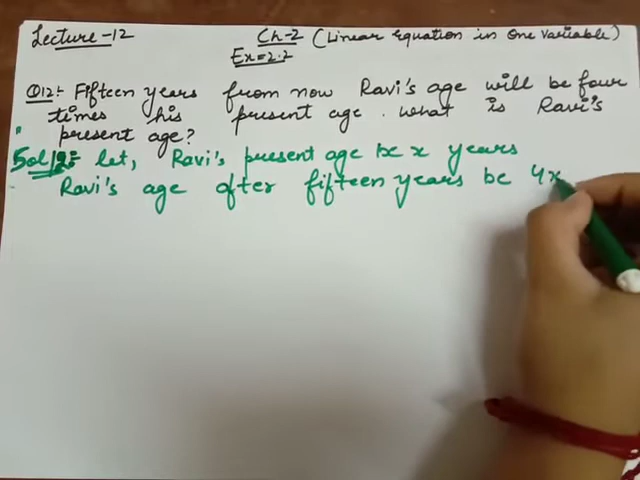 Lecture-12
Ch-2 (Linear Equation in One Variable)
Ex=2.2
Q12:- Fifteen years from now Ravi's age will be four
times his present age. What is Ravi's
present age?
Sol 12:- let, Ravi's present age be x years
Ravi's age after fifteen years be 4x